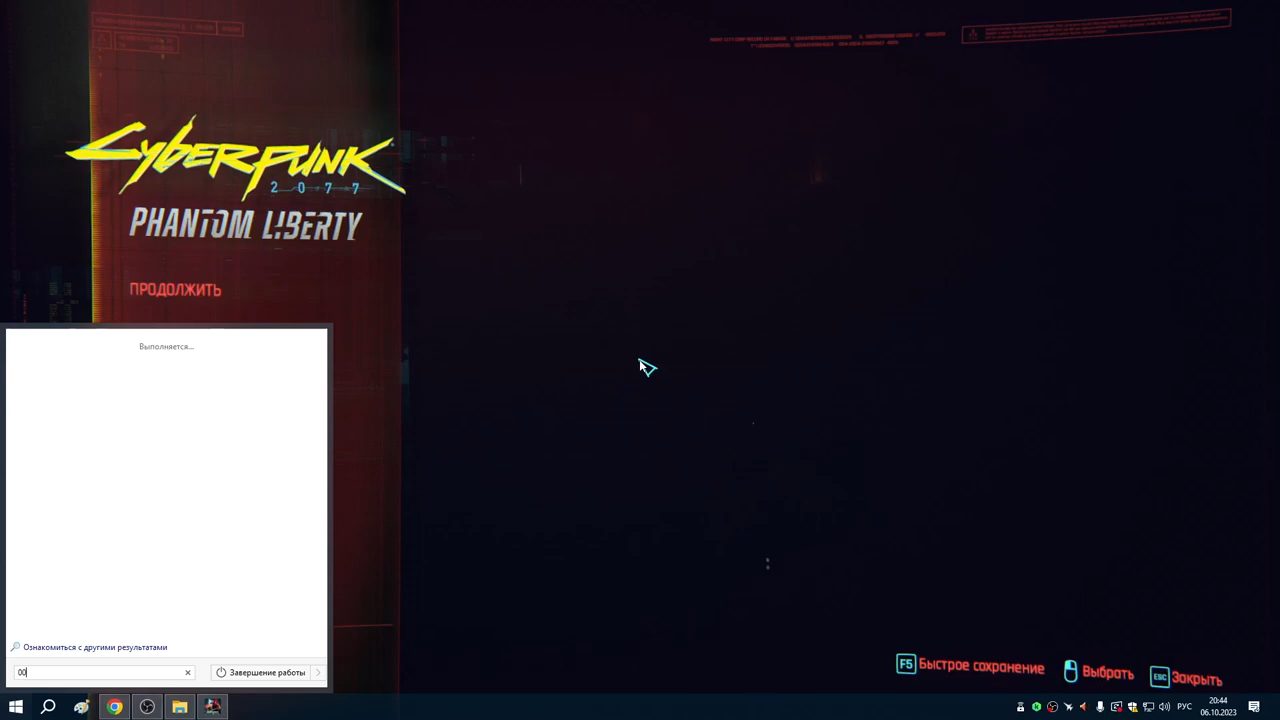 CYBERPUNK
2077
PHANTOM LIBERTY
ПРОДОЛЖИТЬ
Выполняется...
Ознакомиться с другими результатами
00
Завершение работы
F5 Быстрое сохранение
Выбрать
ESC Закрыть
РУС
20:44
06.10.2023